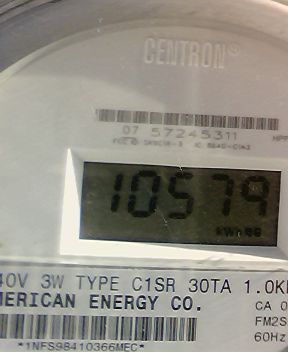 CENTRON®
07 57245311
10579
40V 3W TYPE C1SR 30TA 1.0K
MERICAN ENERGY CO.
CA 0
FM2S
60Hz
*1NFS98410366MEC*